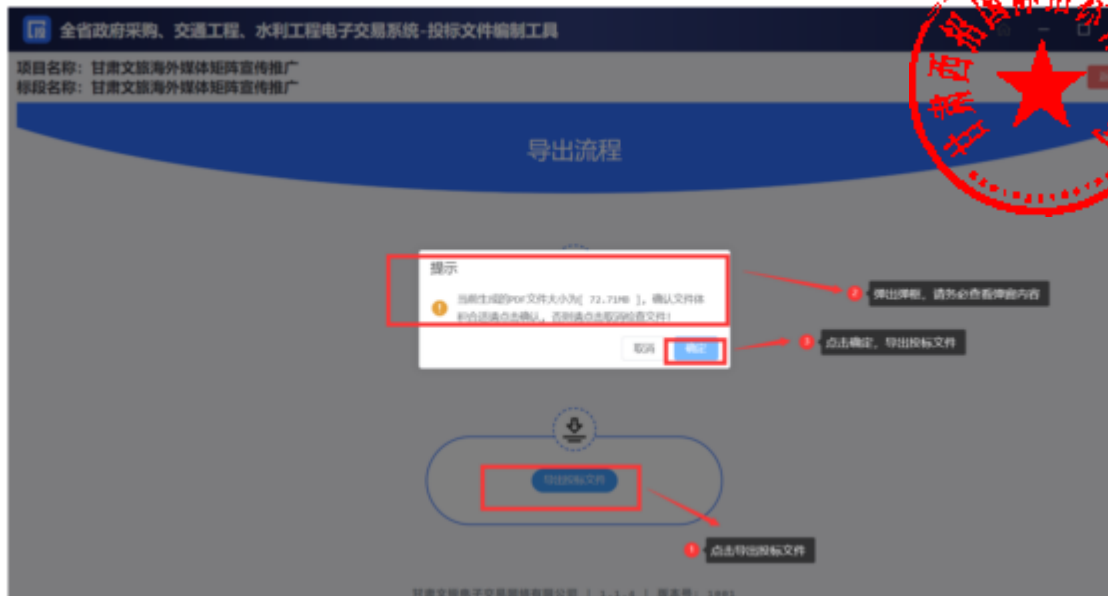 全省政府采购、交通工程、水利工程电子交易系统-投标文件编制工具
项目名称：甘肃文旅海外媒体矩阵宣传推广
标段名称：甘肃文旅海外媒体矩阵宣传推广
导出流程
提示
当前生成的PDF文件大小为[ 72.71MB ]，确认文件体
积合适请点击确认，否则请点击取消检查文件！
取消 确定
2 弹出弹框，请务必查看弹窗内容
3 点击确定，导出投标文件
导出投标文件
1 点击导出投标文件
甘肃西